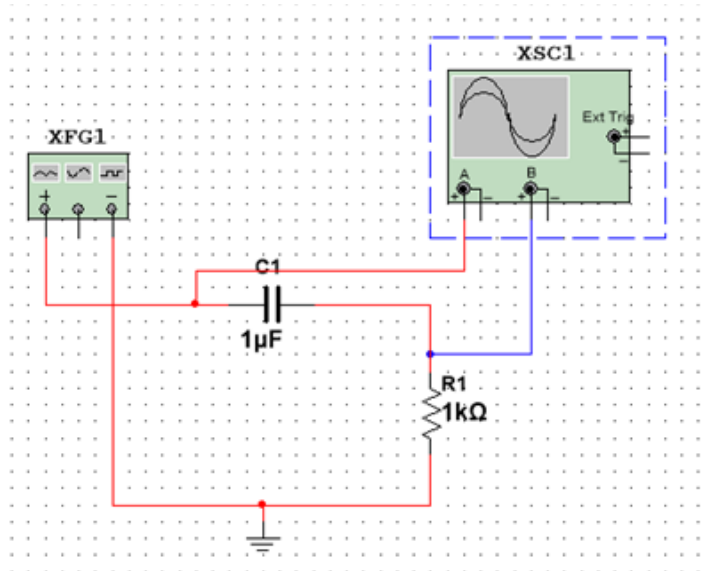 XSC1
Ext Trig
+
−
A
B
+ −
+ −
XFG1
+ −
C1
1µF
R1
1kΩ